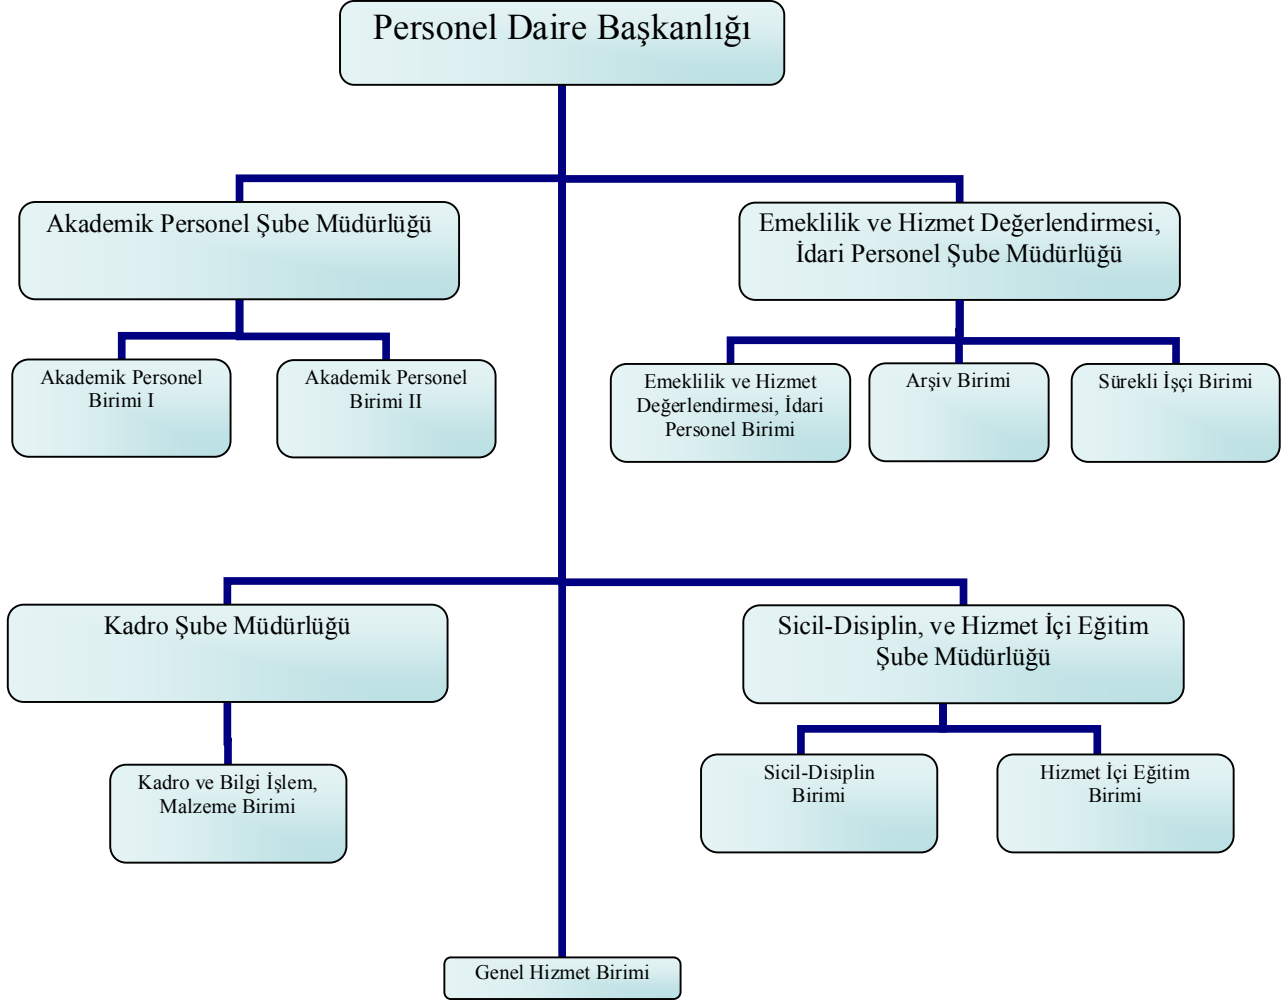 Personel Daire Başkanlığı
Akademik Personel Şube Müdürlüğü
Emeklilik ve Hizmet Değerlendirmesi,
İdari Personel Şube Müdürlüğü
Akademik Personel
Birimi I
Akademik Personel
Birimi II
Emeklilik ve Hizmet
Değerlendirmesi, İdari
Personel Birimi
Arşiv Birimi
Sürekli İşçi Birimi
Kadro Şube Müdürlüğü
Sicil-Disiplin, ve Hizmet İçi Eğitim
Şube Müdürlüğü
Kadro ve Bilgi İşlem,
Malzeme Birimi
Sicil-Disiplin
Birimi
Hizmet İçi Eğitim
Birimi
Genel Hizmet Birimi